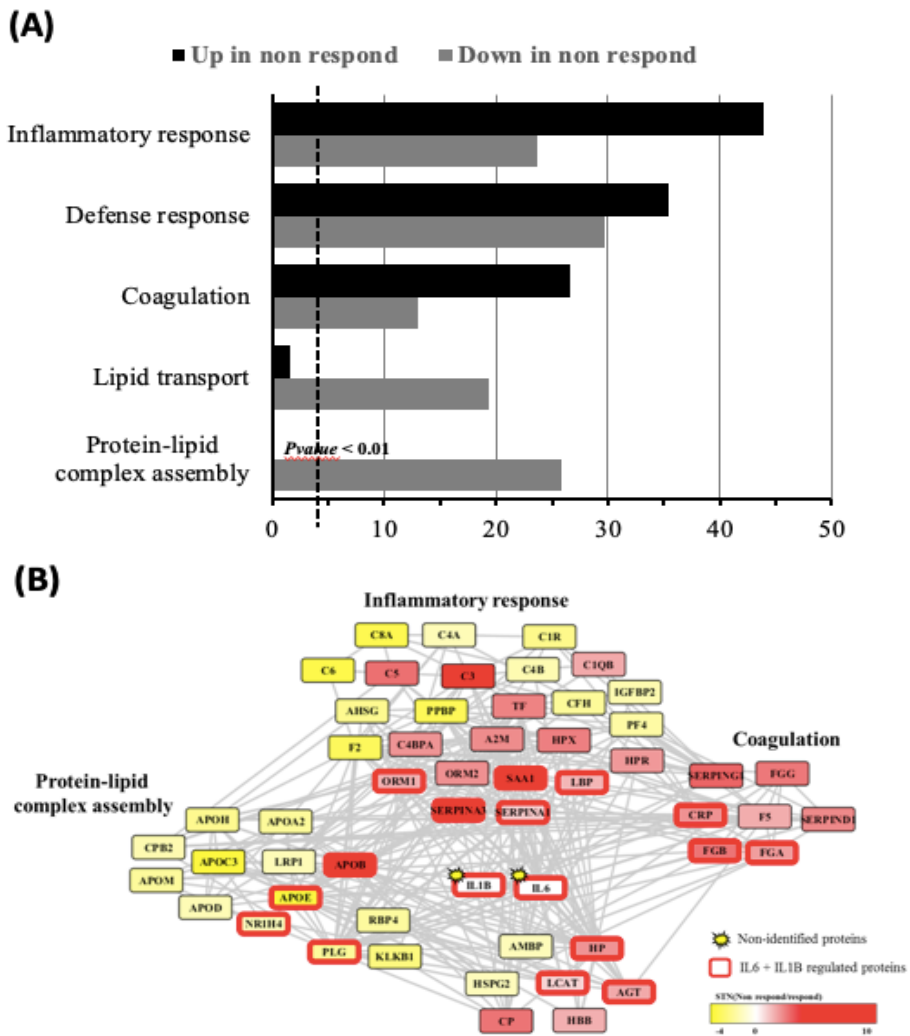 (A)
Up in non respond Down in non respond
Inflammatory response
Defense response
Coagulation
Lipid transport
Protein-lipid
complex assembly
Pvalue < 0.01
0 10 20 30 40 50
(B)
Inflammatory response
C8A C4A C1R
C6 C5 C3 C4B C1QB
IGFBP2
AHSG PPBP TF CFH
PF4
F2 C4BPA A2M HPX
Coagulation
HPR
ORM1 ORM2 SAA1 LBP
SERPING1 FGG
Protein-lipid
complex assembly
SERPINA3 SERPINA1
CRP F5 SERPIND1
APOH APOA2
CPB2 APOC3 LRP1 APOB
FGB FGA
APOM APOE IL1B IL6
APOD
NR1H4 RBP4
PLG KLKB1 AMBP HP
Non-identified proteins
HSPG2 LCAT AGT
IL6 + IL1B regulated proteins
CP HBB
STN(Non respond/respond)
-4 0 10